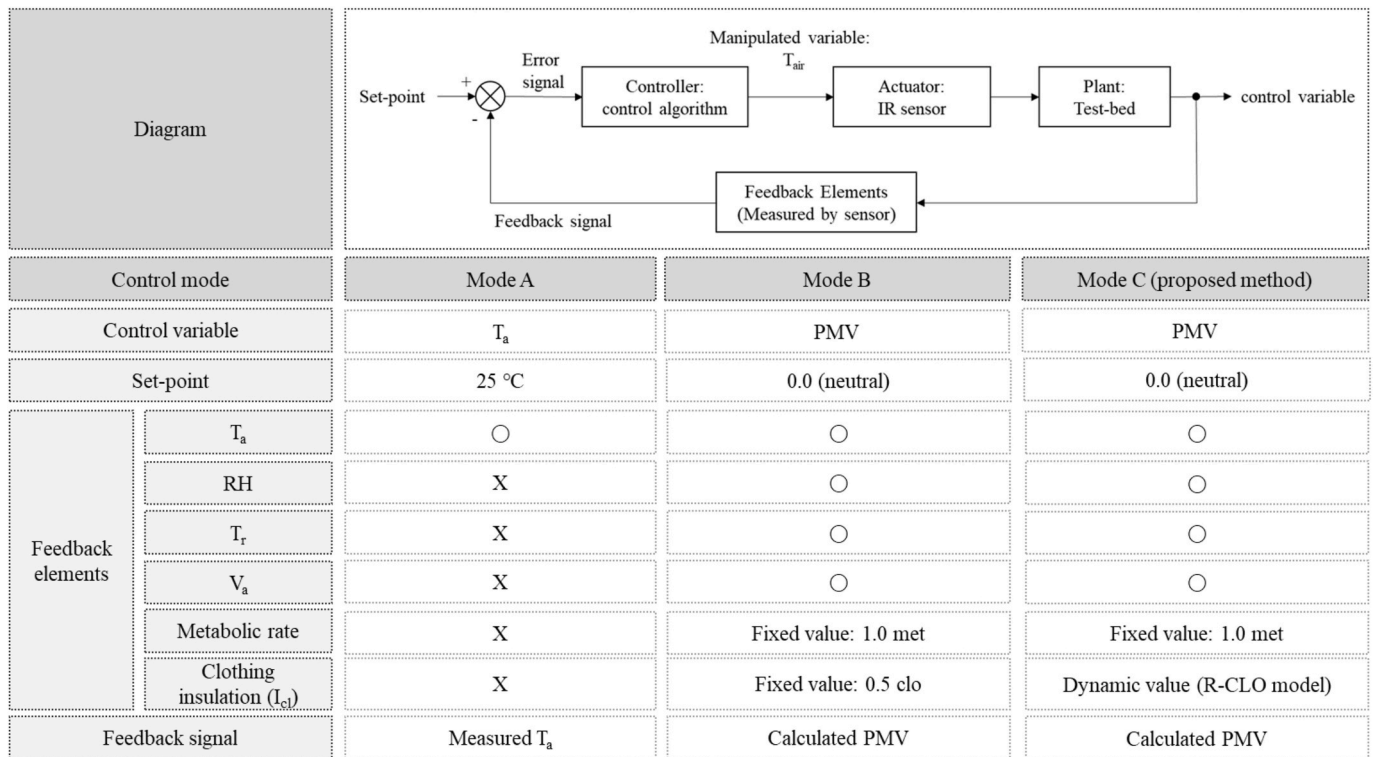 Diagram
Manipulated variable:
T_air
Error
signal
+
Set-point
-
Controller:
control algorithm
Actuator:
IR sensor
Plant:
Test-bed
control variable
Feedback Elements
(Measured by sensor)
Feedback signal
Control mode Mode A Mode B Mode C (proposed method)
Control variable T_a PMV PMV
Set-point 25 ℃ 0.0 (neutral) 0.0 (neutral)
Feedback
elements
T_a ○ ○ ○
RH X ○ ○
T_r X ○ ○
V_a X ○ ○
Metabolic rate X Fixed value: 1.0 met Fixed value: 1.0 met
Clothing
insulation (I_cl) X Fixed value: 0.5 clo Dynamic value (R-CLO model)
Feedback signal Measured T_a Calculated PMV Calculated PMV